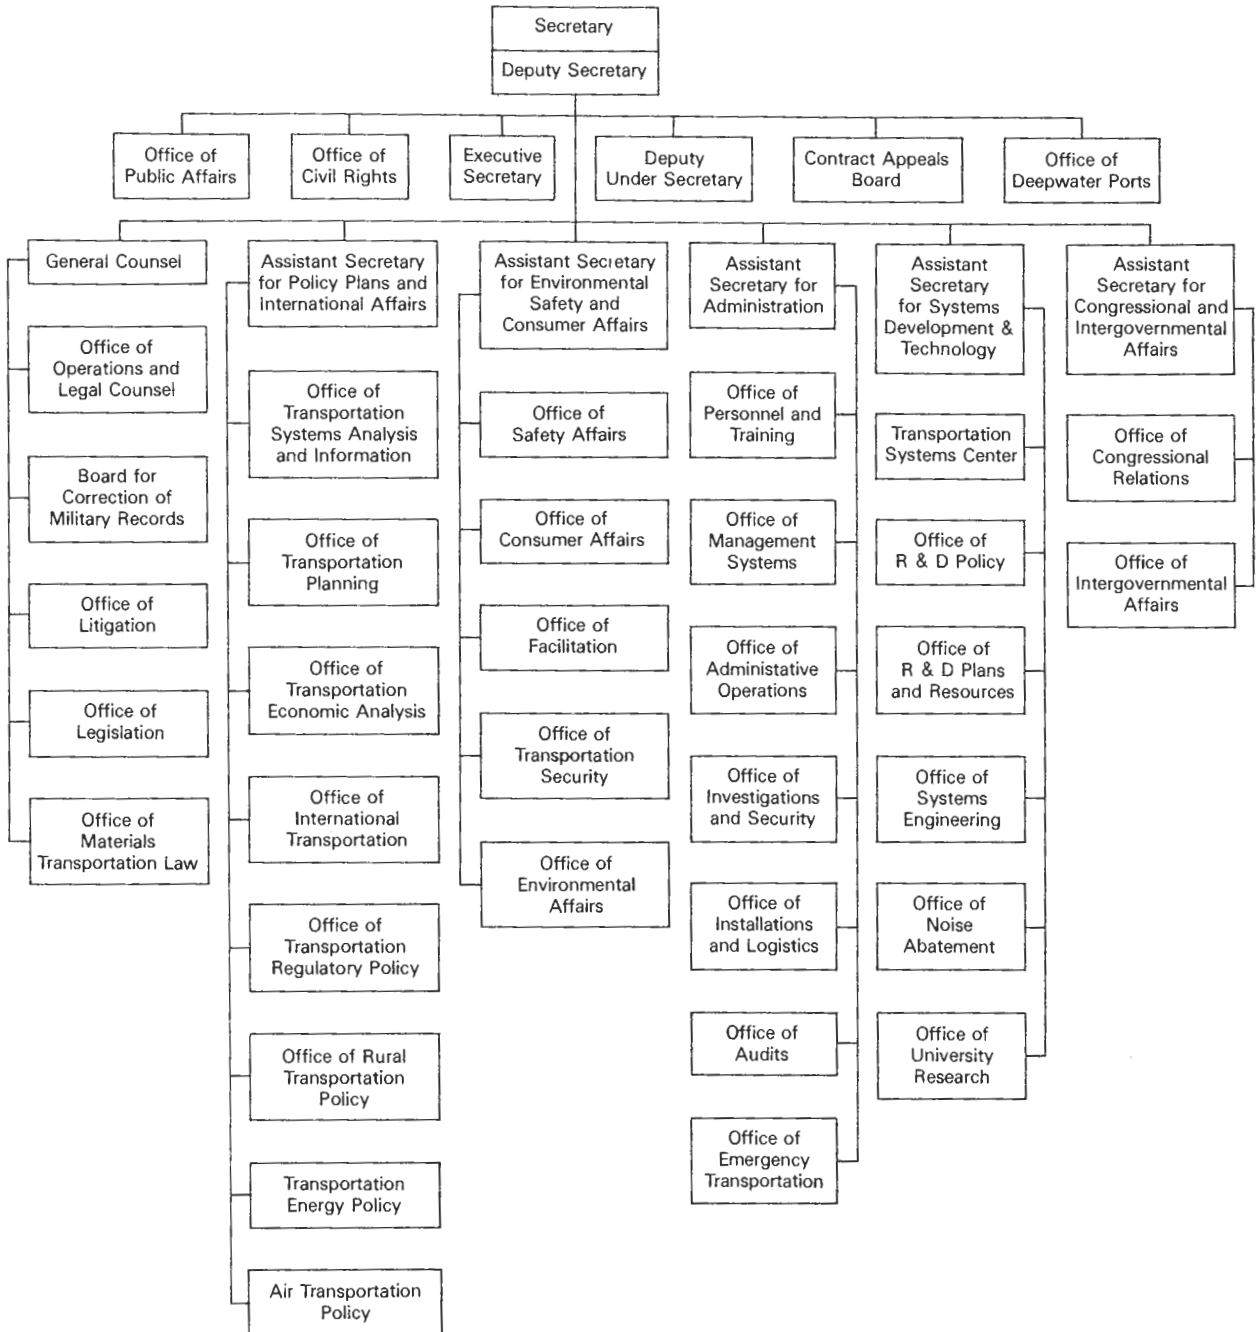 Secretary
Deputy Secretary
Office of
Public Affairs
Office of
Civil Rights
Executive
Secretary
Deputy
Under Secretary
Contract Appeals
Board
Office of
Deepwater Ports
General Counsel
Office of
Operations and
Legal Counsel
Board for
Correction of
Military Records
Office of
Litigation
Office of
Legislation
Office of
Materials
Transportation Law
Assistant Secretary
for Policy Plans and
International Affairs
Office of
Transportation
Systems Analysis
and Information
Office of
Transportation
Planning
Office of
Transportation
Economic Analysis
Office of
International
Transportation
Office of
Transportation
Regulatory Policy
Office of Rural
Transportation
Policy
Transportation
Energy Policy
Air Transportation
Policy
Assistant Secretary
for Environmental
Safety and
Consumer Affairs
Office of
Safety Affairs
Office of
Consumer Affairs
Office of
Facilitation
Office of
Transportation
Security
Office of
Environmental
Affairs
Assistant
Secretary for
Administration
Office of
Personnel and
Training
Office of
Management
Systems
Office of
Administative
Operations
Office of
Investigations
and Security
Office of
Installations
and Logistics
Office of
Audits
Office of
Emergency
Transportation
Assistant
Secretary
for Systems
Development &
Technology
Transportation
Systems Center
Office of
R & D Policy
Office of
R & D Plans
and Resources
Office of
Systems
Engineering
Office of
Noise
Abatement
Office of
University
Research
Assistant
Secretary for
Congressional and
Intergovernmental
Affairs
Office of
Congressional
Relations
Office of
Intergovernmental
Affairs